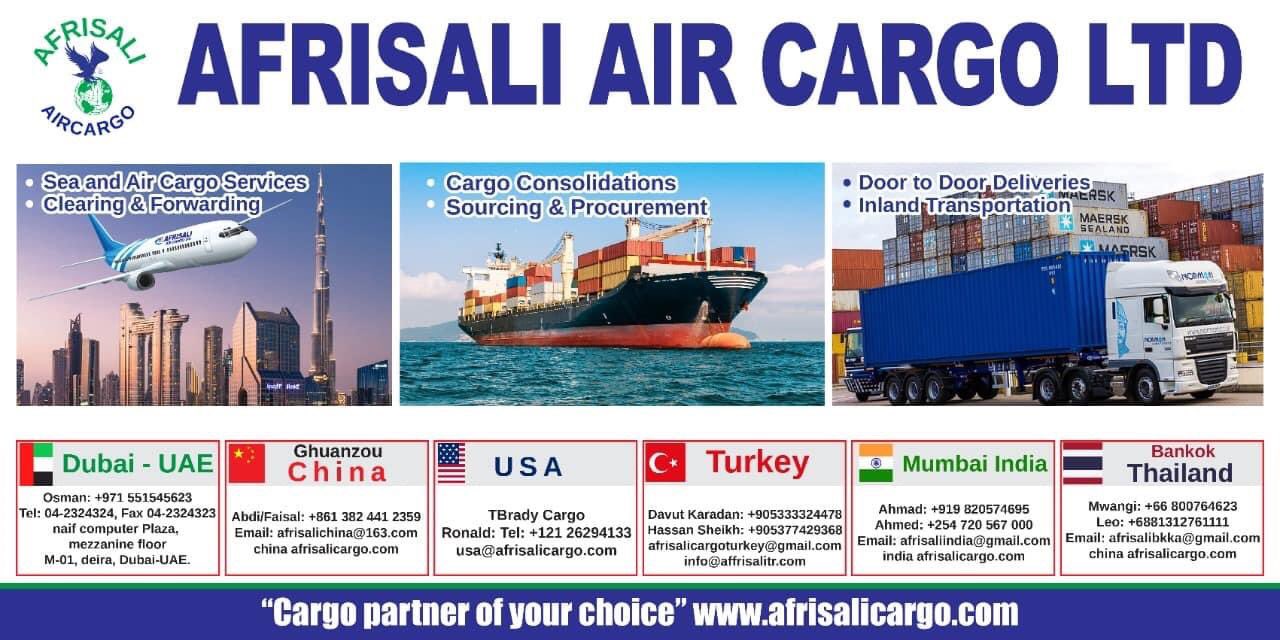 AFRISALI
AIRCARGO
AFRISALI AIR CARGO LTD
• Sea and Air Cargo Services
• Clearing & Forwarding
AFRISALI
• Cargo Consolidations
• Sourcing & Procurement
• Door to Door Deliveries
• Inland Transportation
MAERSK
MAERSK
SEALAND
MAERSK
Dubai - UAE
Osman: +971 551545623
Tel: 04-2324324, Fax 04-2324323
naif computer Plaza,
mezzanine floor
M-01, deira, Dubai-UAE.
Ghuanzou
China
Abdi/Faisal: +861 382 441 2359
Email: afrisalichina@163.com
china afrisalicargo.com
USA
TBrady Cargo
Ronald: Tel: +121 26294133
usa@afrisalicargo.com
Turkey
Davut Karadan: +905333324478
Hassan Sheikh: +905377429368
afrisalicargoturkey@gmail.com
info@affrisalitr.com
Mumbai India
Ahmad: +919 820574695
Ahmed: +254 720 567 000
Email: afrisaliindia@gmail.com
india afrisalicargo.com
Bankok
Thailand
Mwangi: +66 800764623
Leo: +6881312761111
Email: afrisalibkka@gmail.com
china afrisalicargo.com
“Cargo partner of your choice” www.afrisalicargo.com